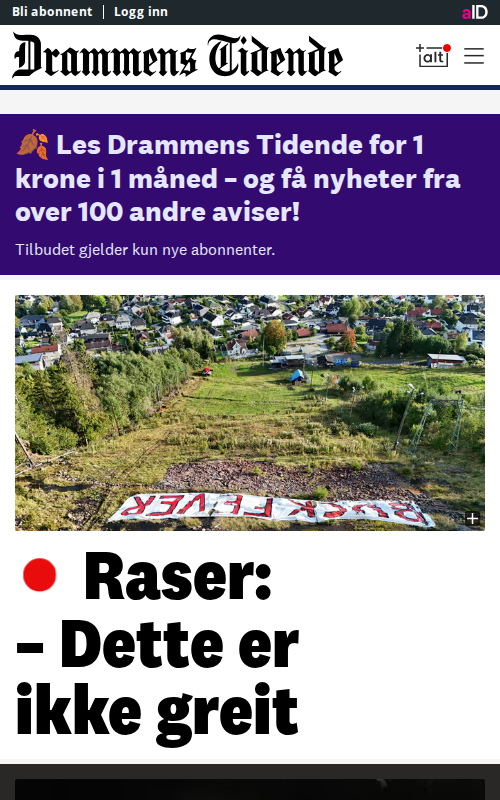 Bli abonnent
Logg inn
aID
Drammens Tidende
+alt
🍂 Les Drammens Tidende for 1
krone i 1 måned – og få nyheter fra
over 100 andre aviser!
Tilbudet gjelder kun nye abonnenter.
BUCK FEVER
Raser:
– Dette er
ikke greit